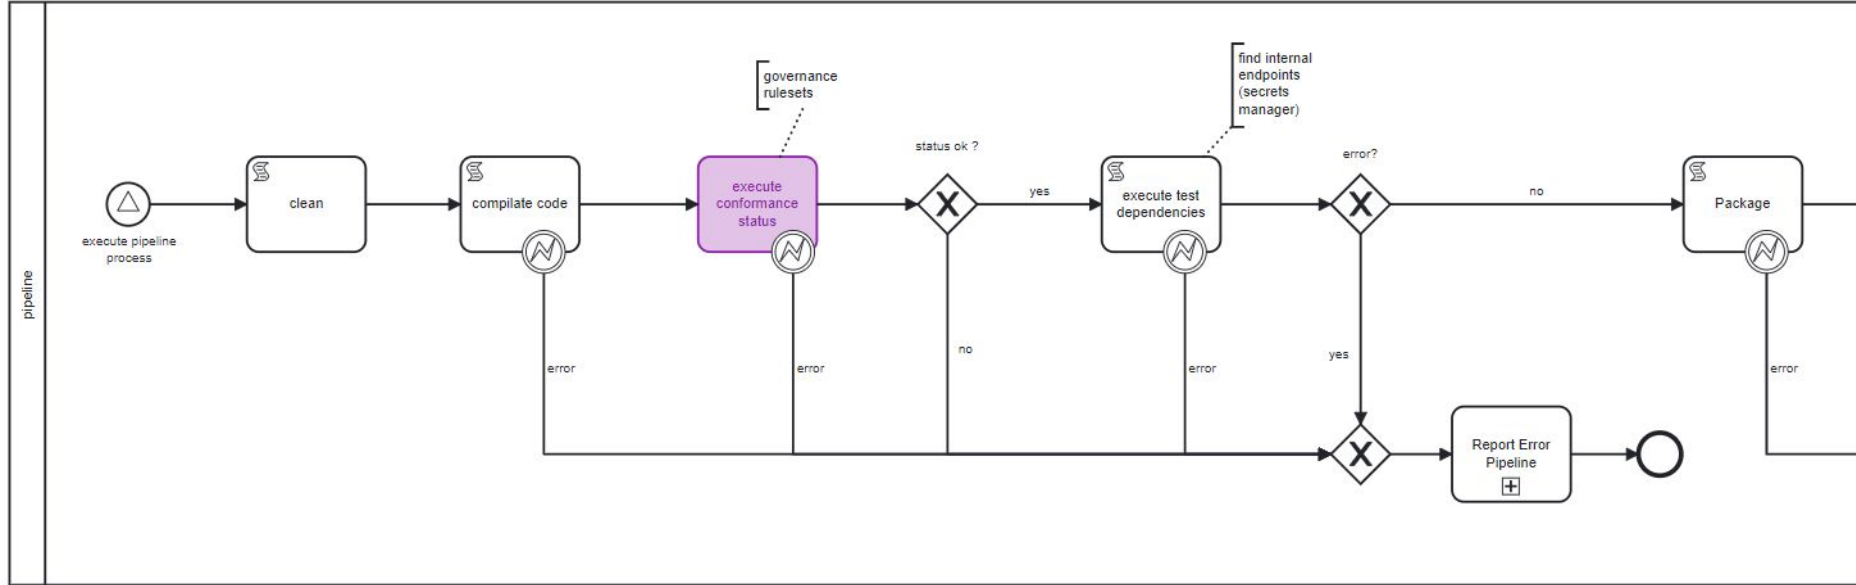 pipeline
execute pipeline
process
clean
compilate code
governance
rulesets
execute
conformance
status
status ok ?
yes
no
find internal
endpoints
(secrets
manager)
execute test
dependencies
error?
no
yes
Package
error
error
error
error
Report Error
Pipeline